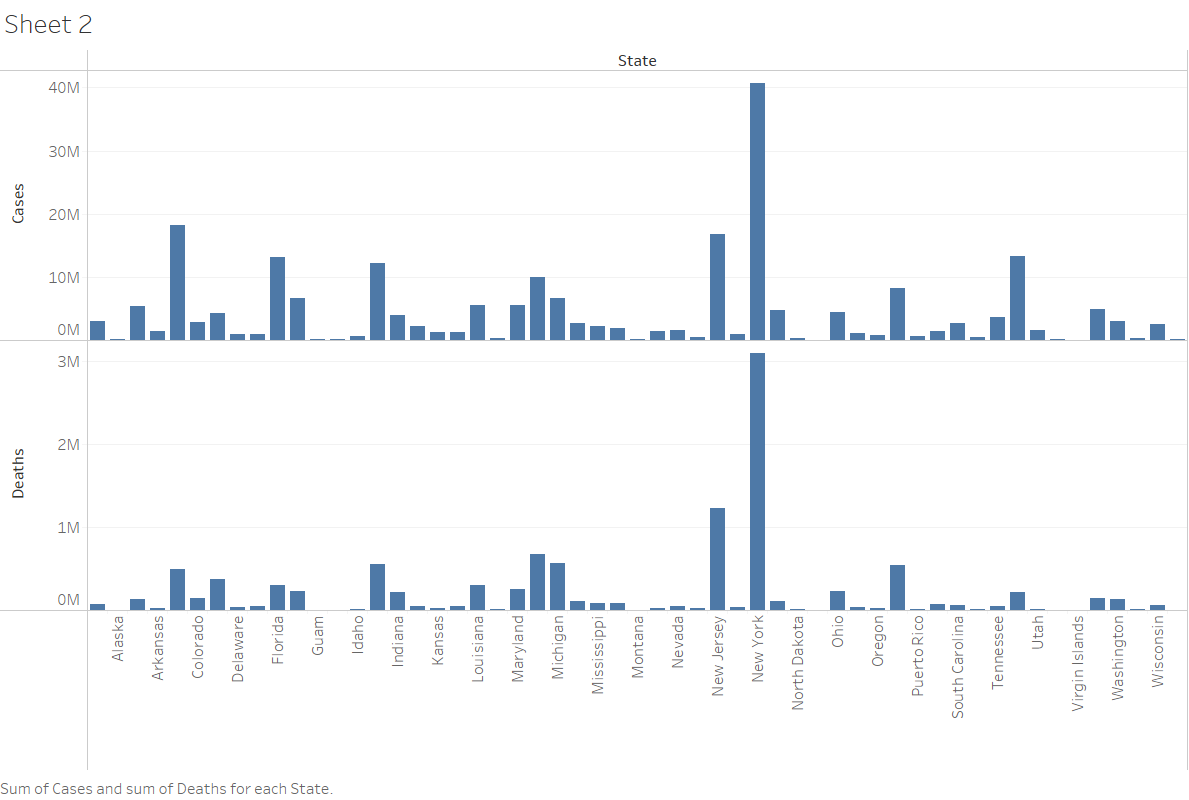 Sheet 2
State
Cases
40M
30M
20M
10M
0M
Deaths
3M
2M
1M
0M
Alaska
Arkansas
Colorado
Delaware
Florida
Guam
Idaho
Indiana
Kansas
Louisiana
Maryland
Michigan
Mississippi
Montana
Nevada
New Jersey
New York
North Dakota
Ohio
Oregon
Puerto Rico
South Carolina
Tennessee
Utah
Virgin Islands
Washington
Wisconsin
Sum of Cases and sum of Deaths for each State.